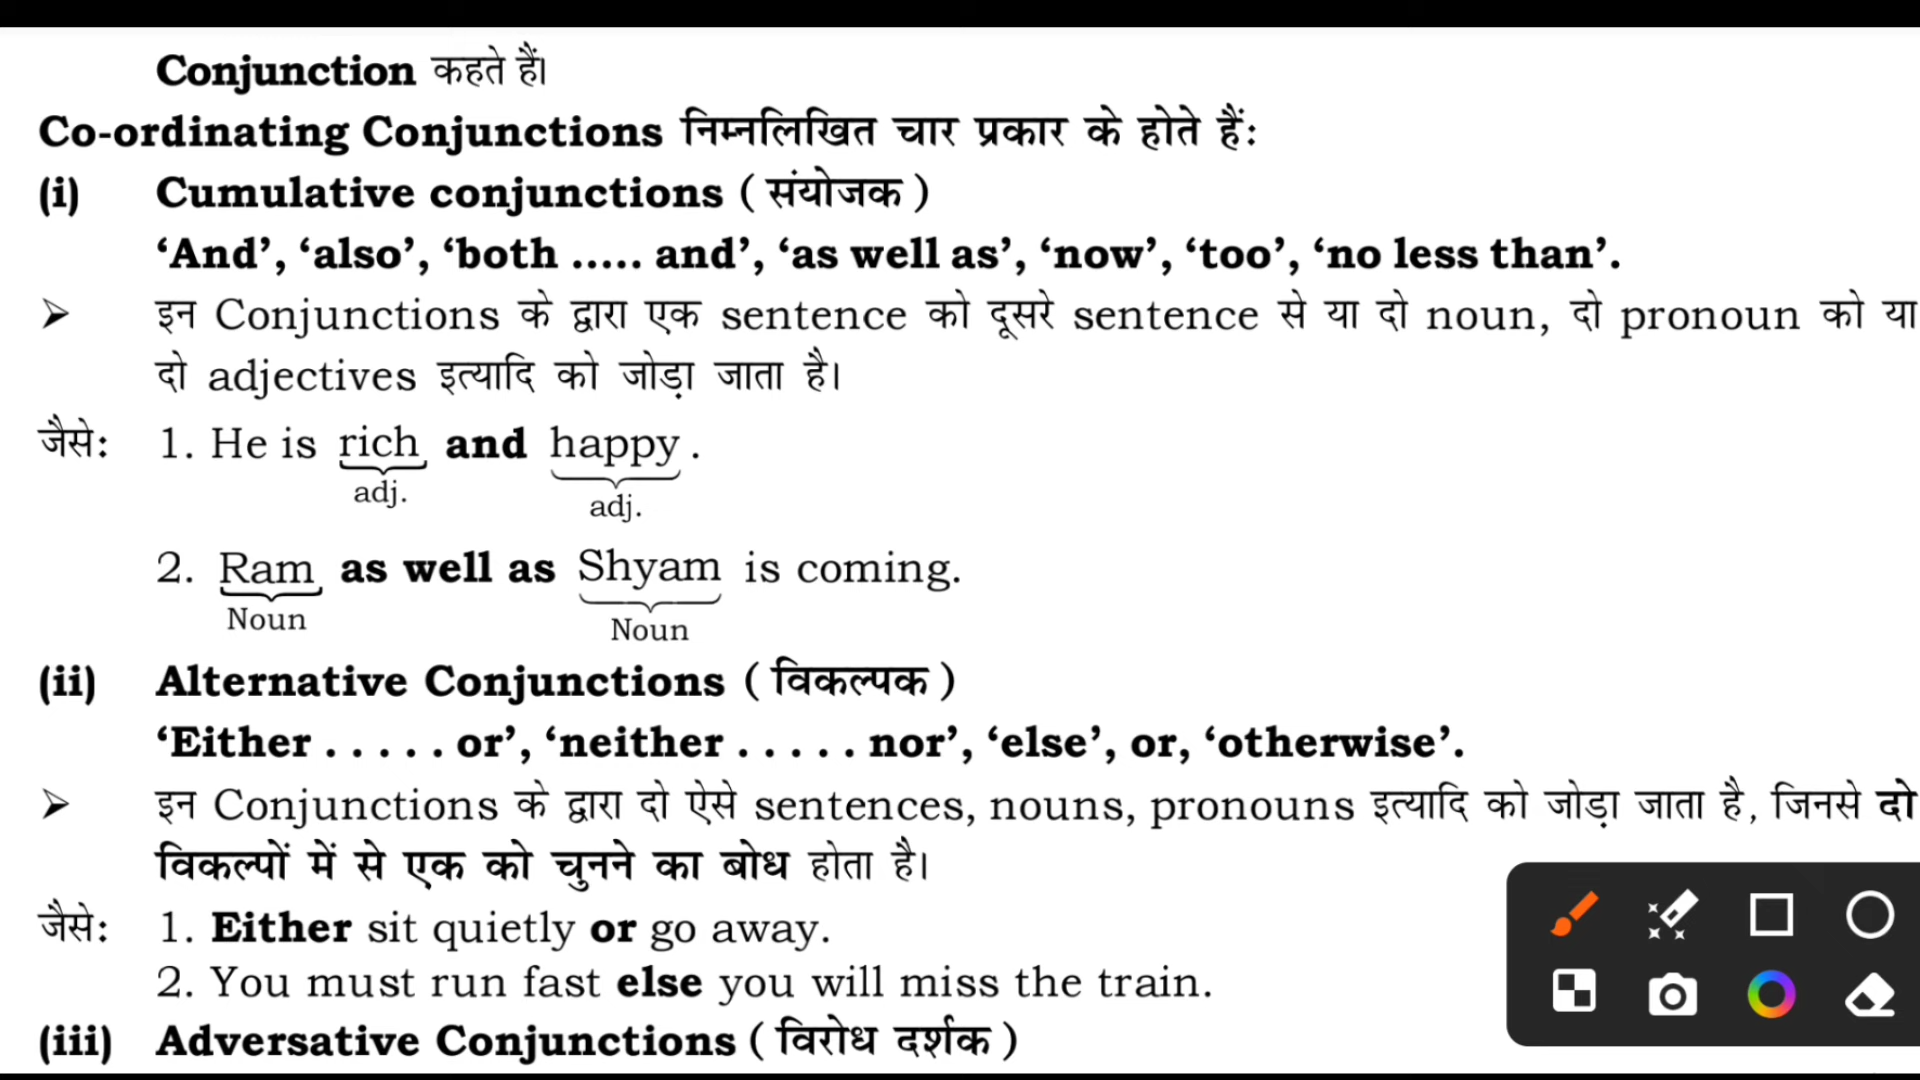 Conjunction कहते हैं।
Co-ordinating Conjunctions निम्नलिखित चार प्रकार के होते हैं:
(i) Cumulative conjunctions ( संयोजक )
‘And’, ‘also’, ‘both ..... and’, ‘as well as’, ‘now’, ‘too’, ‘no less than’.
➢ इन Conjunctions के द्वारा एक sentence को दूसरे sentence से या दो noun, दो pronoun को या
दो adjectives इत्यादि को जोड़ा जाता है।
जैसे: 1. He is rich and happy .
adj. adj.
2. Ram as well as Shyam is coming.
Noun Noun
(ii) Alternative Conjunctions ( विकल्पक )
‘Either . . . . . or’, ‘neither . . . . . nor’, ‘else’, or, ‘otherwise’.
➢ इन Conjunctions के द्वारा दो ऐसे sentences, nouns, pronouns इत्यादि को जोड़ा जाता है, जिनसे दो
विकल्पों में से एक को चुनने का बोध होता है।
जैसे: 1. Either sit quietly or go away.
2. You must run fast else you will miss the train.
(iii) Adversative Conjunctions ( विरोध दर्शक )